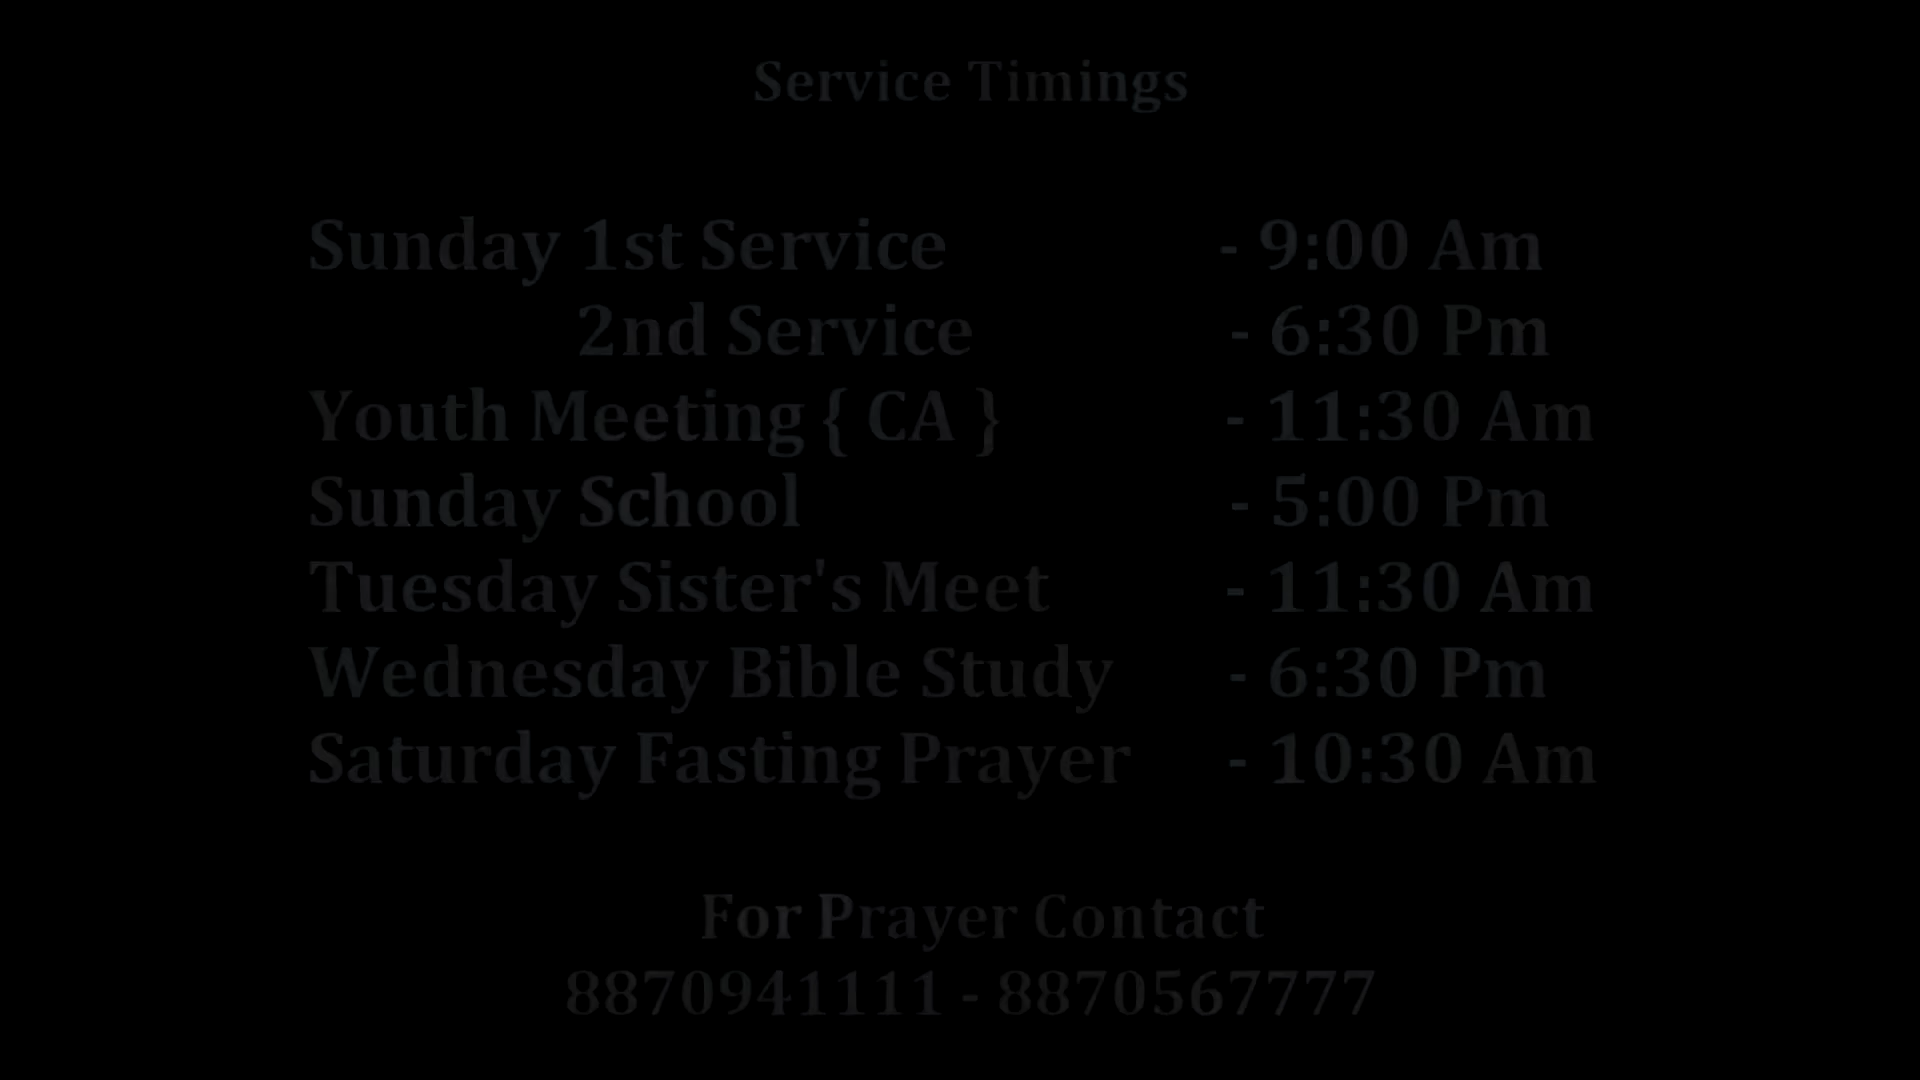 Service Timings
Sunday 1st Service - 9:00 Am
2nd Service - 6:30 Pm
Youth Meeting { CA } - 11:30 Am
Sunday School - 5:00 Pm
Tuesday Sister's Meet - 11:30 Am
Wednesday Bible Study - 6:30 Pm
Saturday Fasting Prayer - 10:30 Am
For Prayer Contact
8870941111 - 8870567777